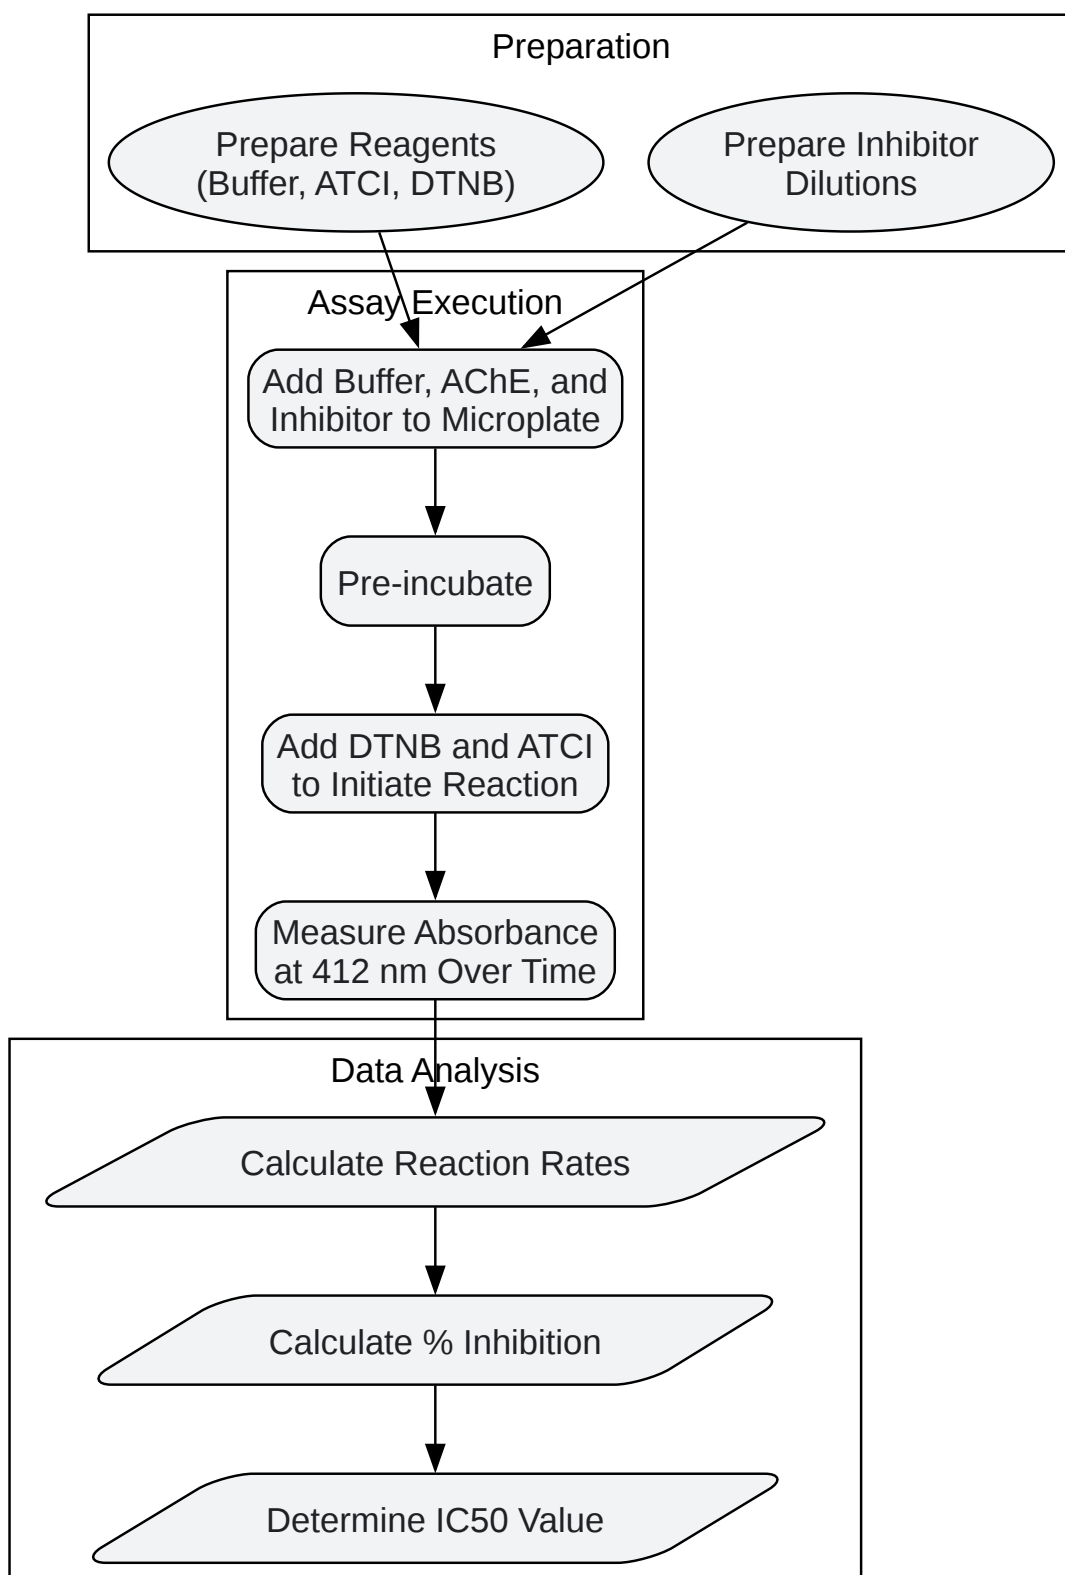 Preparation
Prepare Reagents
(Buffer, ATCI, DTNB)
Prepare Inhibitor
Dilutions
Assay Execution
Add Buffer, AChE, and
Inhibitor to Microplate
Pre-incubate
Add DTNB and ATCI
to Initiate Reaction
Measure Absorbance
at 412 nm Over Time
Data Analysis
Calculate Reaction Rates
Calculate % Inhibition
Determine IC50 Value